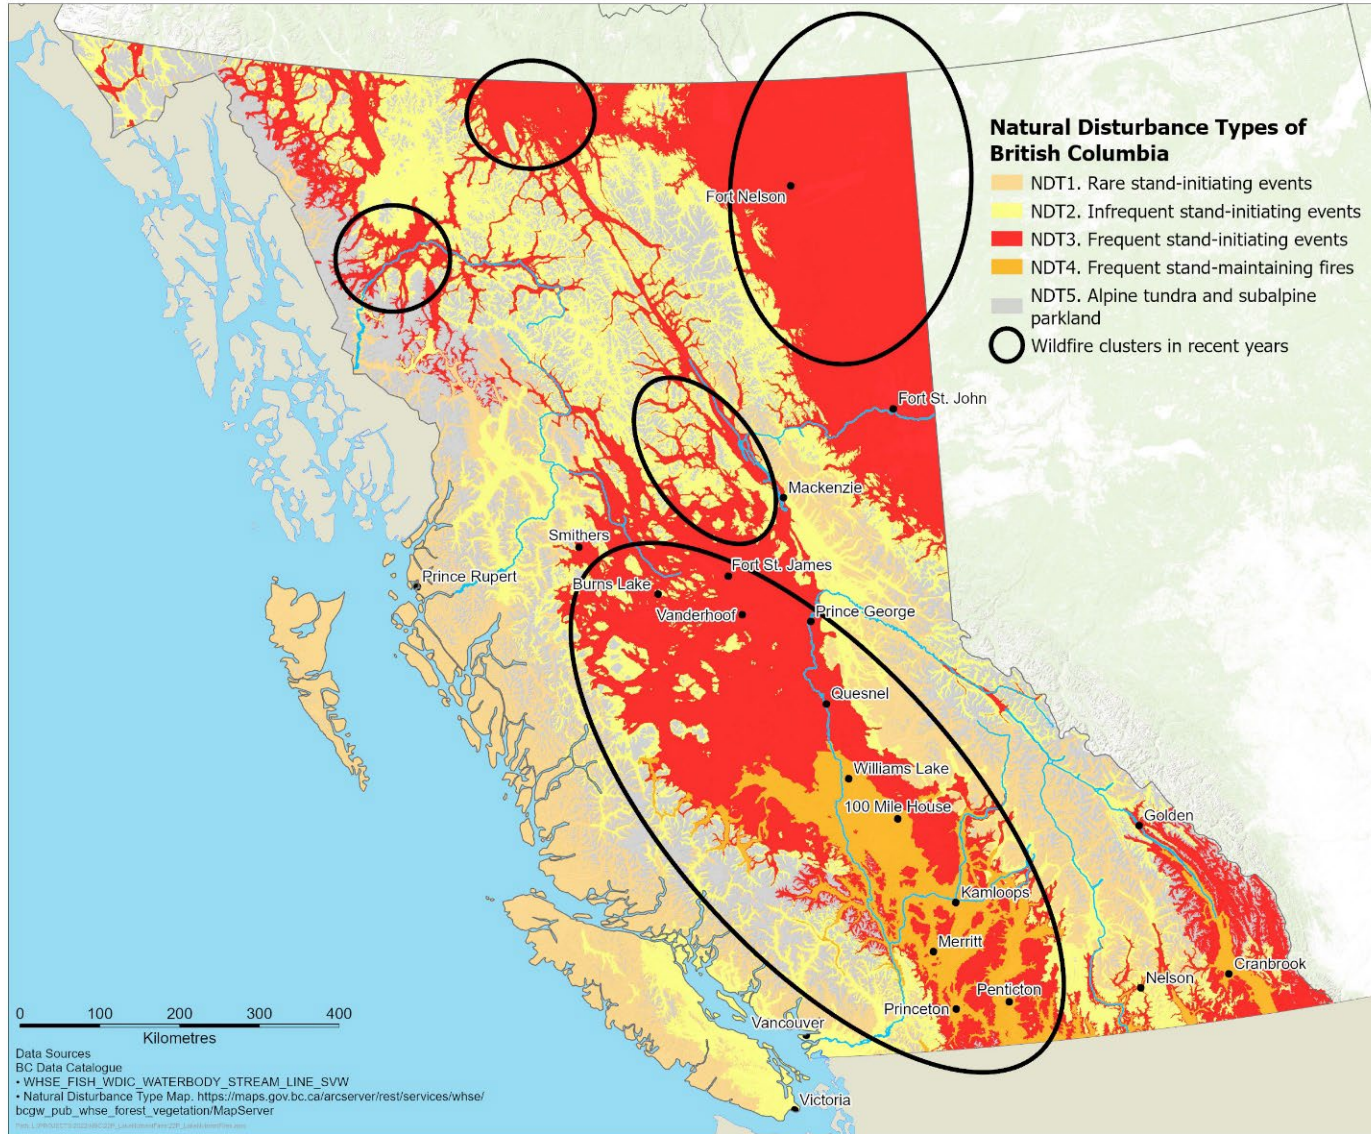 Natural Disturbance Types of
British Columbia
NDT1. Rare stand-initiating events
NDT2. Infrequent stand-initiating events
NDT3. Frequent stand-initiating events
NDT4. Frequent stand-maintaining fires
NDT5. Alpine tundra and subalpine
parkland
Wildfire clusters in recent years
Fort Nelson
Fort St. John
Mackenzie
Smithers
Fort St. James
Prince Rupert
Burns Lake
Vanderhoof
Prince George
Quesnel
Williams Lake
100 Mile House
Golden
Kamloops
Merritt
Cranbrook
Nelson
Penticton
Princeton
Vancouver
Victoria
0 100 200 300 400
Kilometres
Data Sources
BC Data Catalogue
• WHSE_FISH_WDIC_WATERBODY_STREAM_LINE_SVW
• Natural Disturbance Type Map. https://maps.gov.bc.ca/arcserver/rest/services/whse/
bcgw_pub_whse_forest_vegetation/MapServer